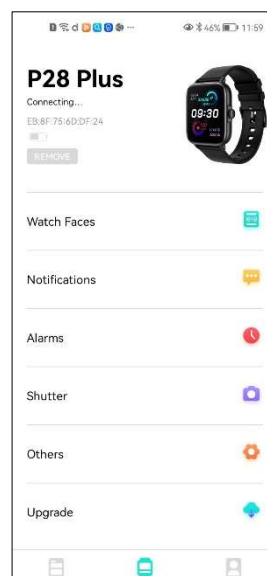 46% 11:59
P28 Plus
Connecting...
EB:8F:75:6D:DF:24
REMOVE
09:30
Watch Faces
Notifications
Alarms
Shutter
Others
Upgrade